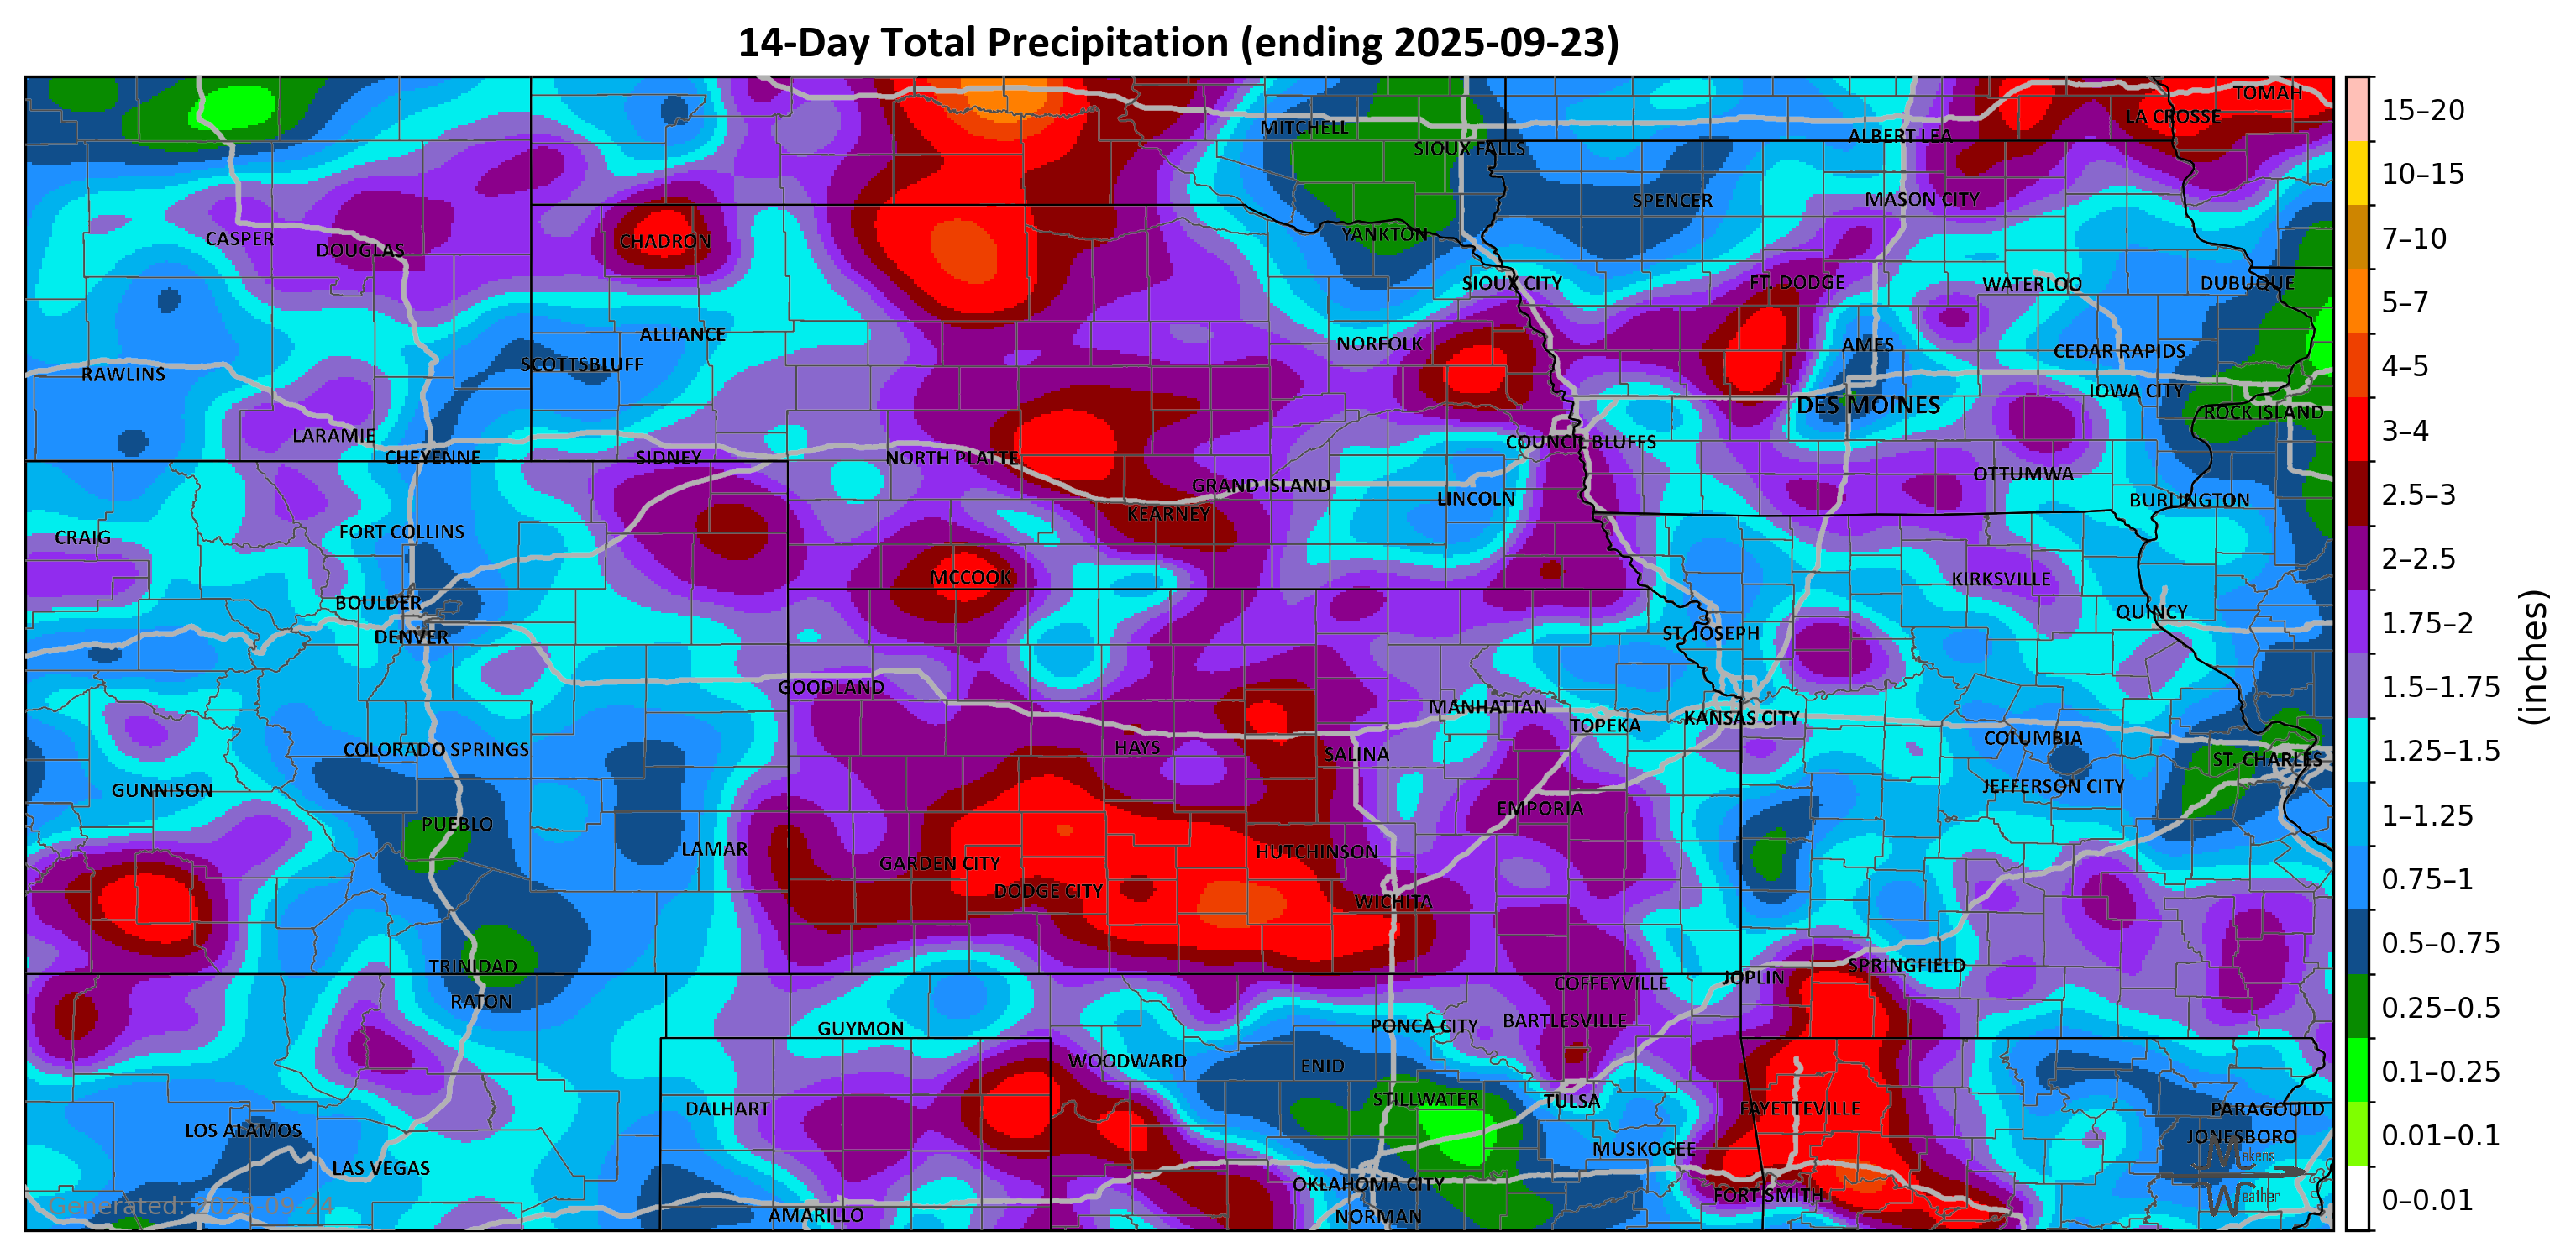 14-Day Total Precipitation (ending 2025-09-23)
TOMAH
LA CROSSE
MITCHELL
ALBERT LEA
SIOUX FALLS
SPENCER
MASON CITY
YANKTON
CASPER
CHADRON
DOUGLAS
SIOUX CITY
FT. DODGE
WATERLOO
DUBUQUE
ALLIANCE
NORFOLK
AMES
CEDAR RAPIDS
SCOTTSBLUFF
RAWLINS
IOWA CITY
DES MOINES
ROCK ISLAND
LARAMIE
COUNCIL BLUFFS
CHEYENNE
SIDNEY
NORTH PLATTE
OTTUMWA
GRAND ISLAND
LINCOLN
BURLINGTON
KEARNEY
FORT COLLINS
CRAIG
MCCOOK
KIRKSVILLE
BOULDER
QUINCY
DENVER
ST. JOSEPH
GOODLAND
MANHATTAN
KANSAS CITY
TOPEKA
COLUMBIA
HAYS
COLORADO SPRINGS
SALINA
ST. CHARLES
JEFFERSON CITY
GUNNISON
EMPORIA
PUEBLO
LAMAR
HUTCHINSON
GARDEN CITY
DODGE CITY
WICHITA
TRINIDAD
SPRINGFIELD
JOPLIN
COFFEYVILLE
RATON
BARTLESVILLE
PONCA CITY
GUYMON
WOODWARD
ENID
STILLWATER
TULSA
DALHART
FAYETTEVILLE
PARAGOULD
LOS ALAMOS
JONESBORO
MUSKOGEE
LAS VEGAS
OKLAHOMA CITY
FORT SMITH
AMARILLO
NORMAN
Makens
Weather
Generated: 2025-09-24
15–20
10–15
7–10
5–7
4–5
3–4
2.5–3
2–2.5
1.75–2
1.5–1.75
1.25–1.5
1–1.25
0.75–1
0.5–0.75
0.25–0.5
0.1–0.25
0.01–0.1
0–0.01
(inches)